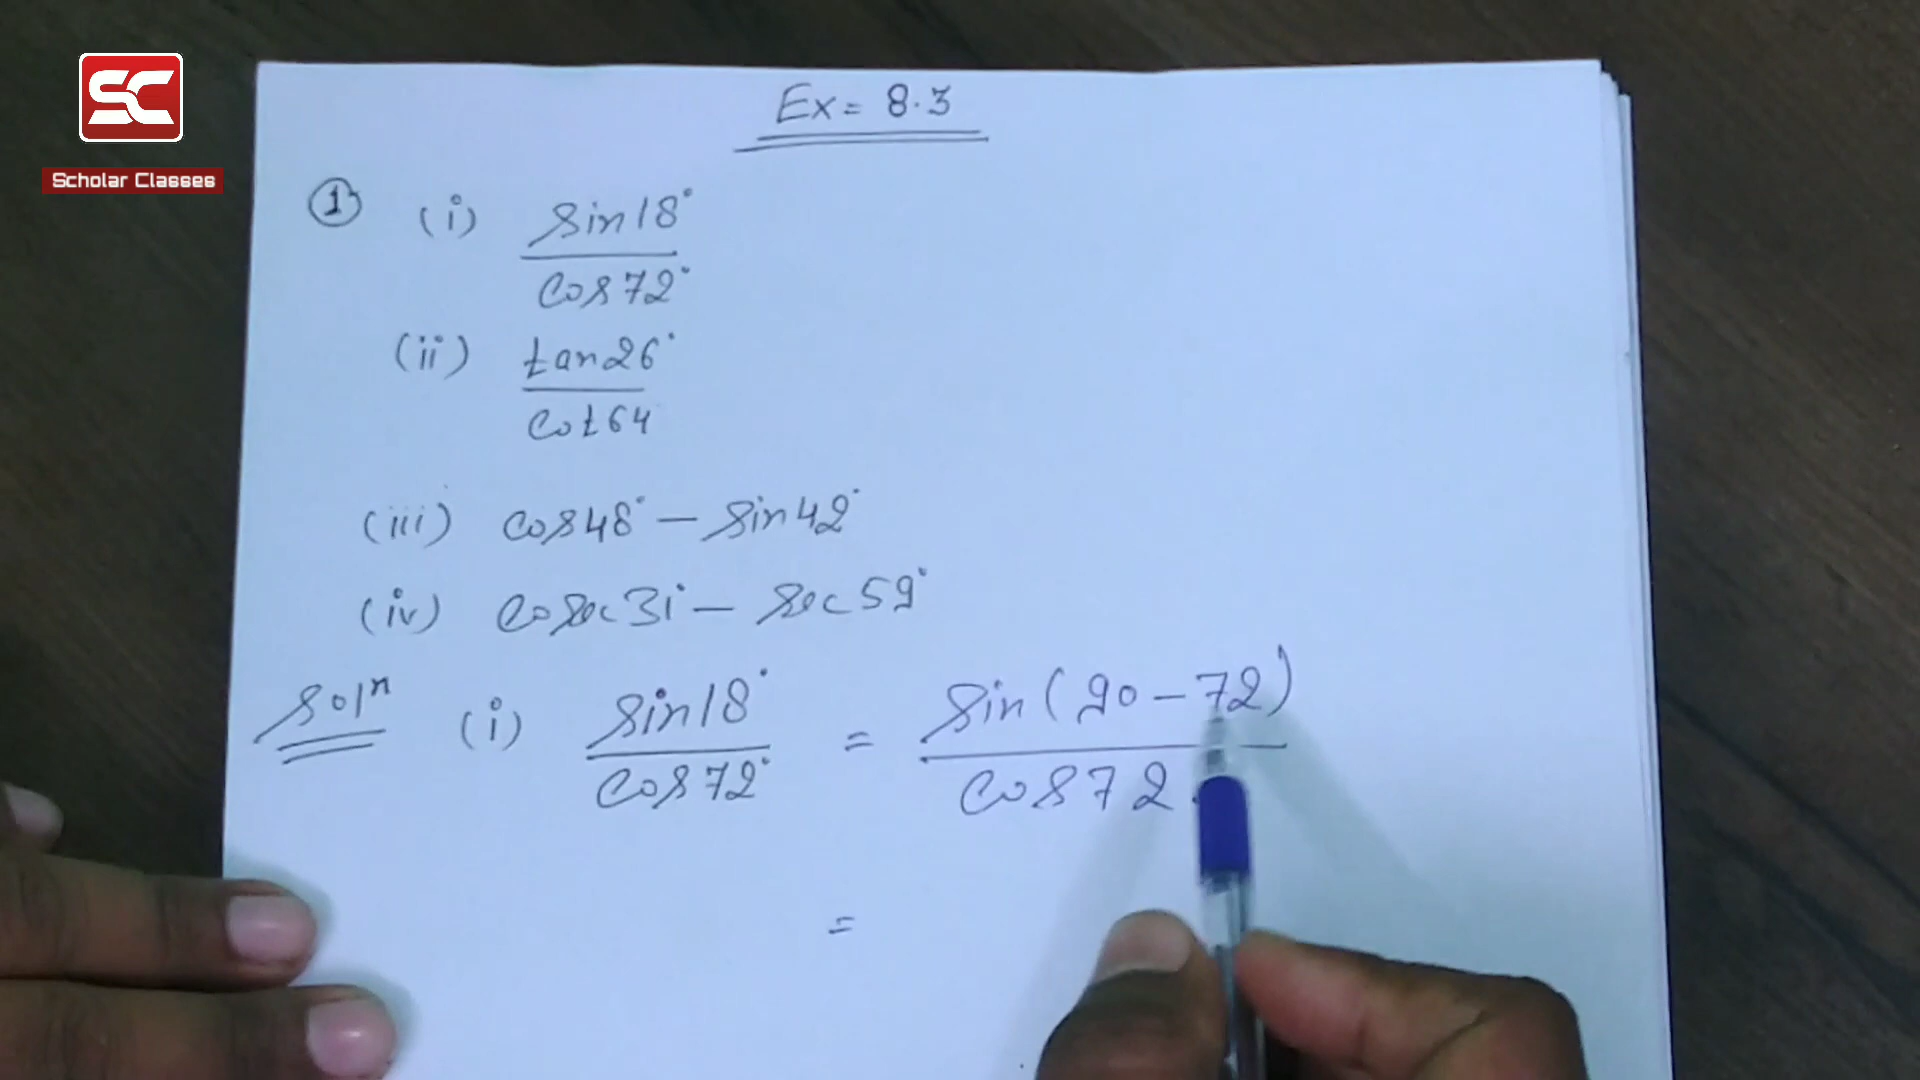 SC
Scholar Classes
Ex = 8.3
① (i) sin18° / cos72°
(ii) tan26° / cot64
(iii) cos48° – sin42°
(iv) cosec31° – sec59°
Solⁿ (i) sin18° / cos72° = sin(90–72) / cos72
=